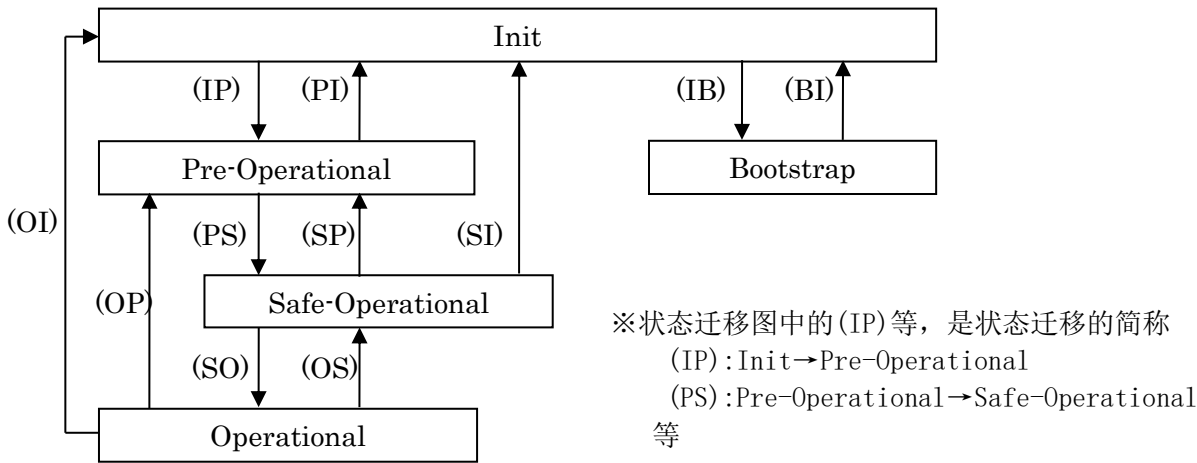 Init
(IP) (PI) (IB) (BI)
Pre-Operational Bootstrap
(OI) (PS) (SP) (SI)
(OP) Safe-Operational
(SO) (OS)
Operational
※状态迁移图中的(IP)等，是状态迁移的简称
(IP):Init→Pre-Operational
(PS):Pre-Operational→Safe-Operational
等